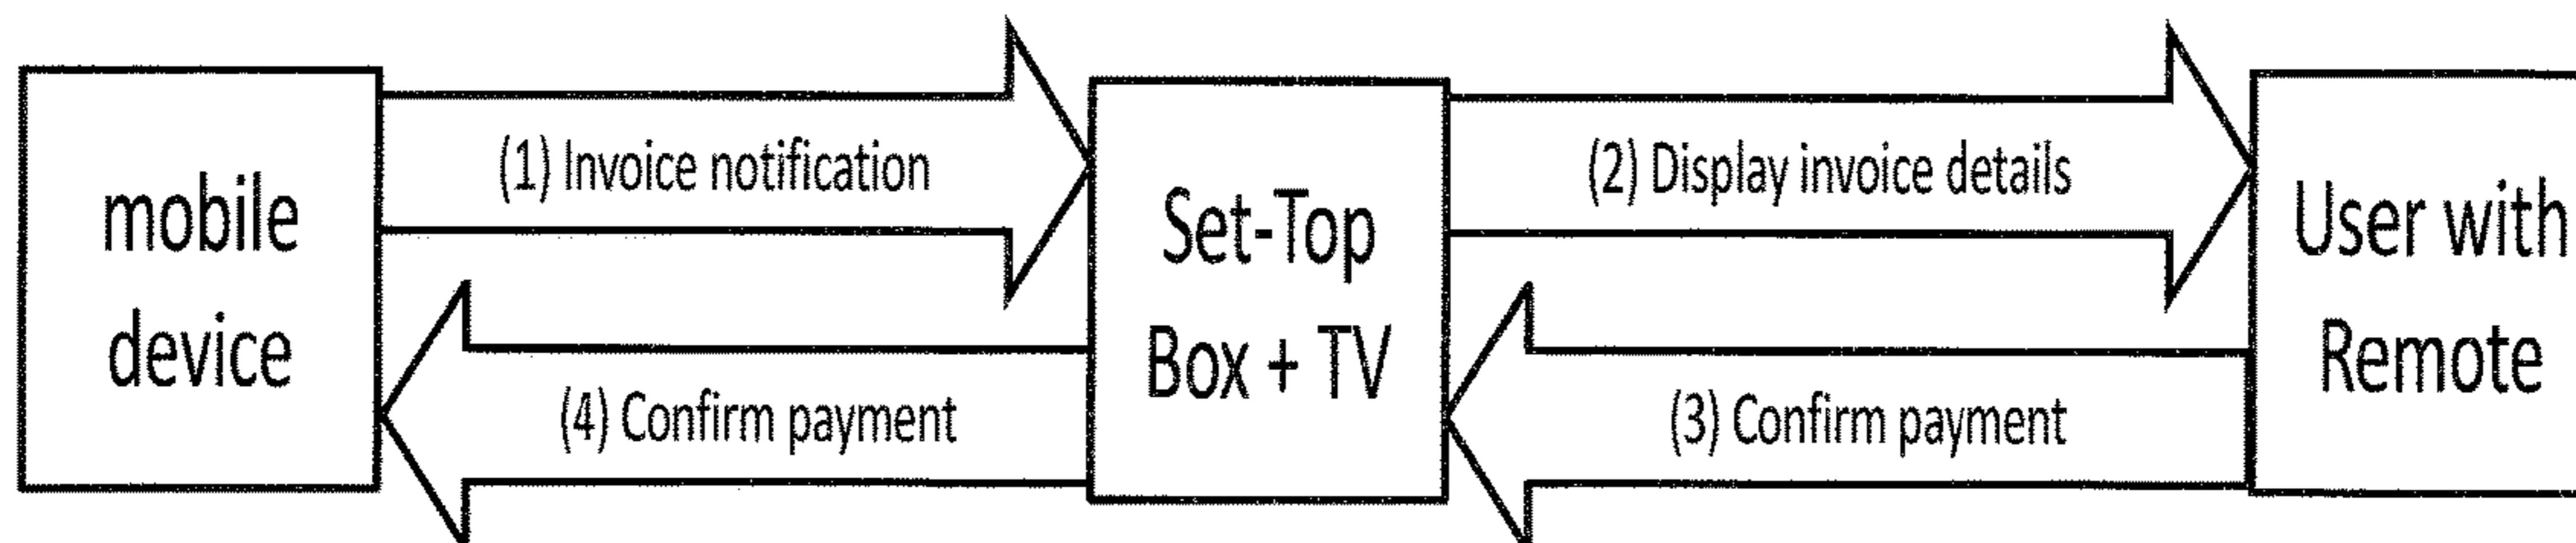 mobile
device
(1) Invoice notification
(4) Confirm payment
Set-Top
Box + TV
(2) Display invoice details
(3) Confirm payment
User with
Remote